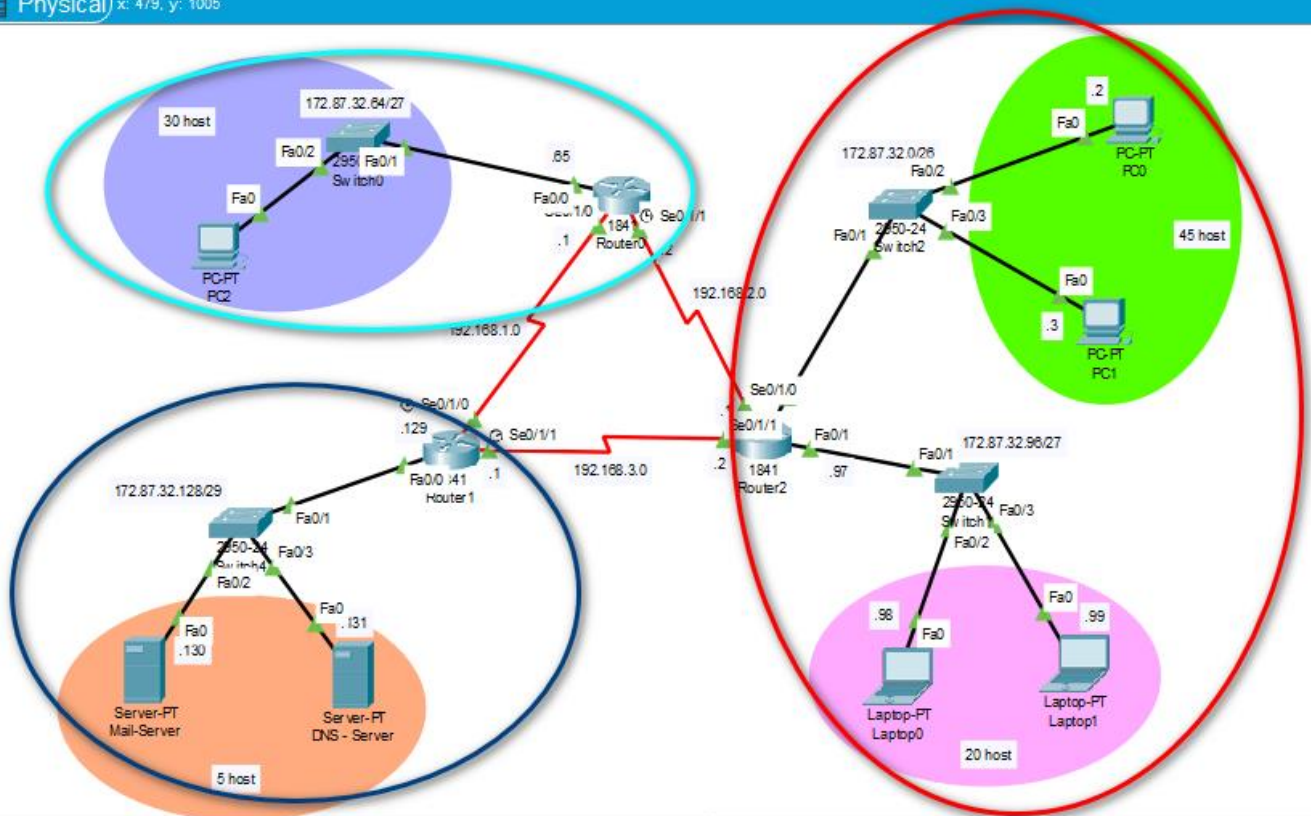 Physical x: 479, y: 1005
30 host
172.87.32.64/27
Fa0/2
Fa0/1
Switch0
Fa0
PC-PT
PC2
.65
Fa0/0
Se0/1/1
.1
Router0
192.168.2.0
192.168.1.0
172.87.32.0/26
Fa0/2
Fa0/1
Fa0/3
2950-24
Switch2
.2
Fa0
PC-PT
PC0
45 host
Fa0
.3
PC-PT
PC1
Se0/1/0
.129
Se0/1/1
.1
Fa0/0
Router1
192.168.3.0
Se0/1/0
Se0/1/1
.2
1841
Router2
Fa0/1
.97
172.87.32.96/27
Fa0/1
2950-24
Switch
Fa0/3
Fa0/2
.98
Fa0
.99
Fa0
Laptop-PT
Laptop0
Laptop-PT
Laptop1
20 host
172.87.32.128/29
Fa0/1
2950-24
Switch4
Fa0/3
Fa0/2
Fa0
.130
Fa0
.131
Server-PT
Mail-Server
Server-PT
DNS - Server
5 host